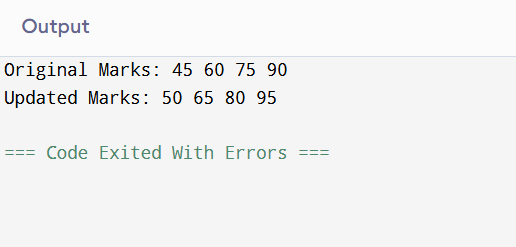 Output
Original Marks: 45 60 75 90
Updated Marks: 50 65 80 95
=== Code Exited With Errors ===